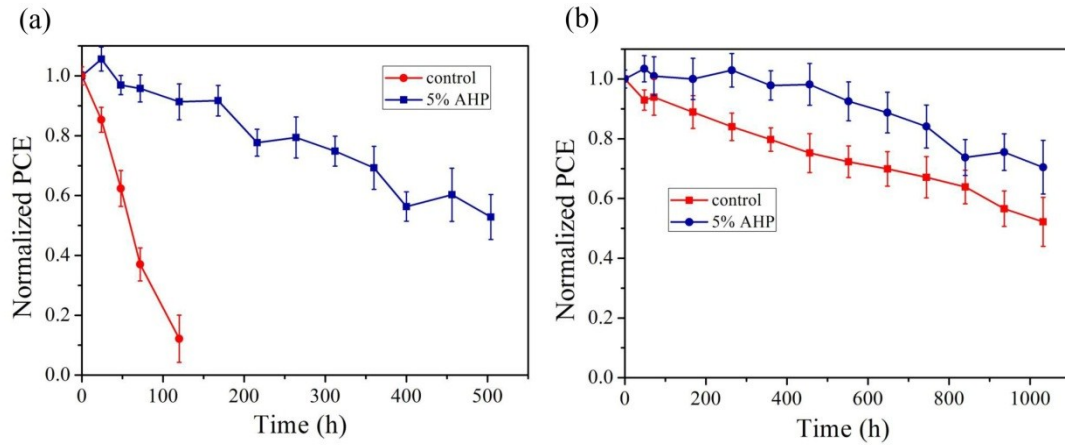 (a)
Normalized PCE
1.0
0.8
0.6
0.4
0.2
0.0
control
5% AHP
0 100 200 300 400 500
Time (h)
(b)
Normalized PCE
1.0
0.8
0.6
0.4
0.2
0.0
control
5% AHP
0 200 400 600 800 1000
Time (h)